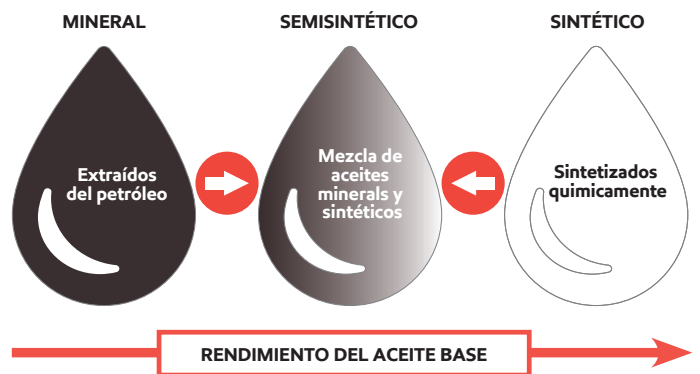 MINERAL
SEMISINTÉTICO
SINTÉTICO
Extraídos
del petróleo
Mezcla de
aceites
minerals y
sintéticos
Sintetizados
quimicamente
RENDIMIENTO DEL ACEITE BASE